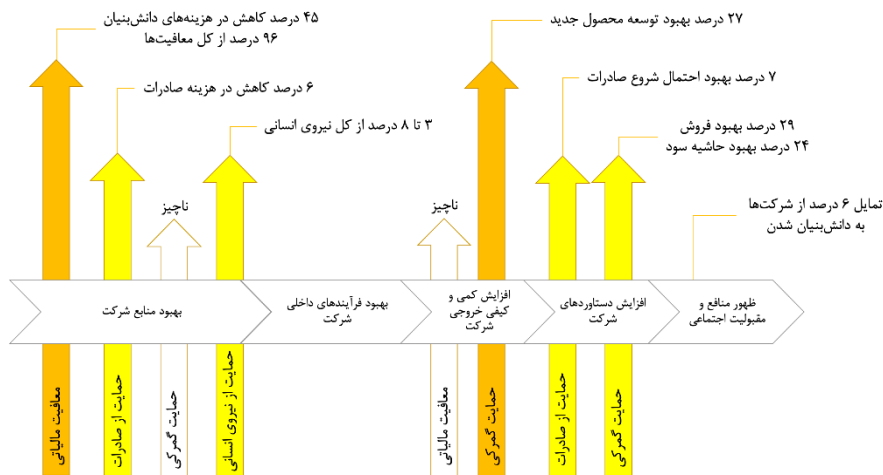 ۴۵ درصد کاهش در هزینه‌های دانش‌بنیان
۹۶ درصد از کل معافیت‌ها
۶ درصد کاهش در هزینه صادرات
۳ تا ۸ درصد از کل نیروی انسانی
ناچیز
۲۷ درصد بهبود توسعه محصول جدید
۷ درصد بهبود احتمال شروع صادرات
۲۹ درصد بهبود فروش
۲۴ درصد بهبود حاشیه سود
ناچیز
تمایل ۶ درصد از شرکت‌ها
به دانش‌بنیان شدن
بهبود منابع شرکت
بهبود فرآیندهای داخلی
شرکت
افزایش کمی و
کیفی خروجی
شرکت
افزایش دستاوردهای
شرکت
ظهور منافع و
مقبولیت اجتماعی
معافیت مالیاتی
حمایت از صادرات
حمایت گمرکی
حمایت از نیروی انسانی
معافیت مالیاتی
حمایت گمرکی
حمایت از صادرات
حمایت گمرکی